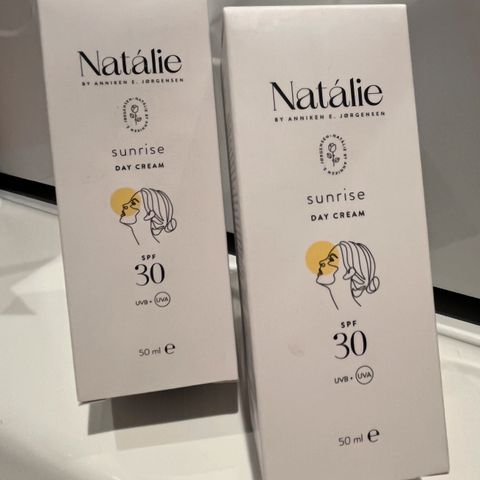 Natálie
BY ANNIKEN E. JØRGENSEN
sunrise
DAY CREAM
SPF
30
UVB + UVA
50 ml e
Natálie
BY ANNIKEN E. JØRGENSEN
sunrise
DAY CREAM
SPF
30
UVB + UVA
50 ml e